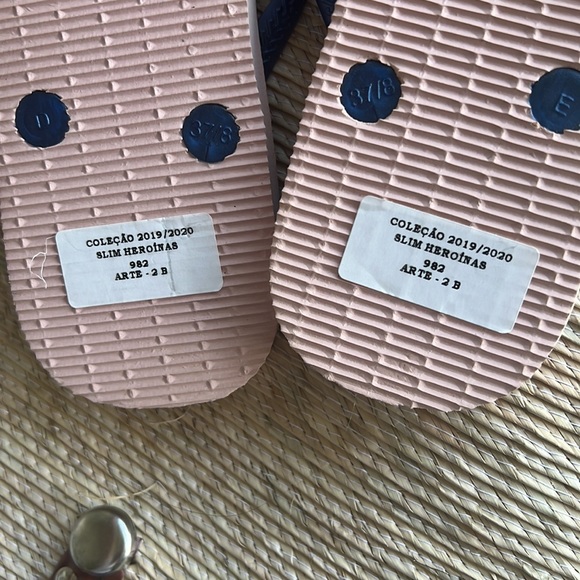 D
37/8
37/8
E
COLEÇÃO 2019/2020
SLIM HEROÍNAS
982
ARTE - 2 B
COLEÇÃO 2019/2020
SLIM HEROÍNAS
982
ARTE - 2 B